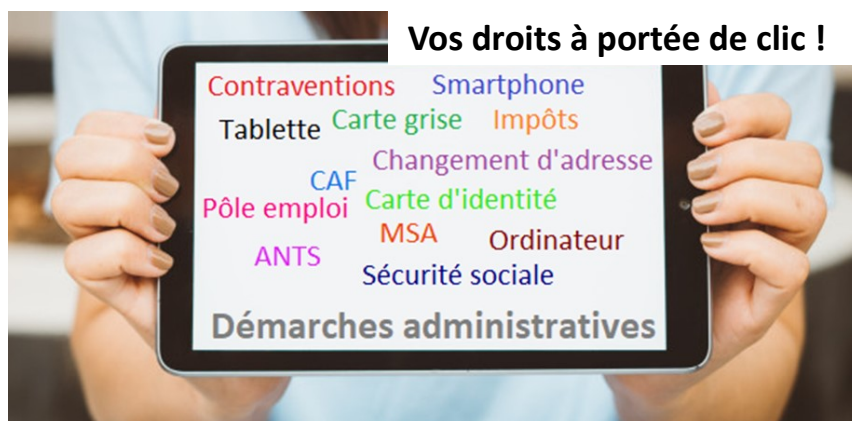 Vos droits à portée de clic !
Contraventions Smartphone
Tablette Carte grise Impôts
Changement d'adresse
CAF
Pôle emploi Carte d'identité
MSA
Ordinateur
ANTS
Sécurité sociale
Démarches administratives